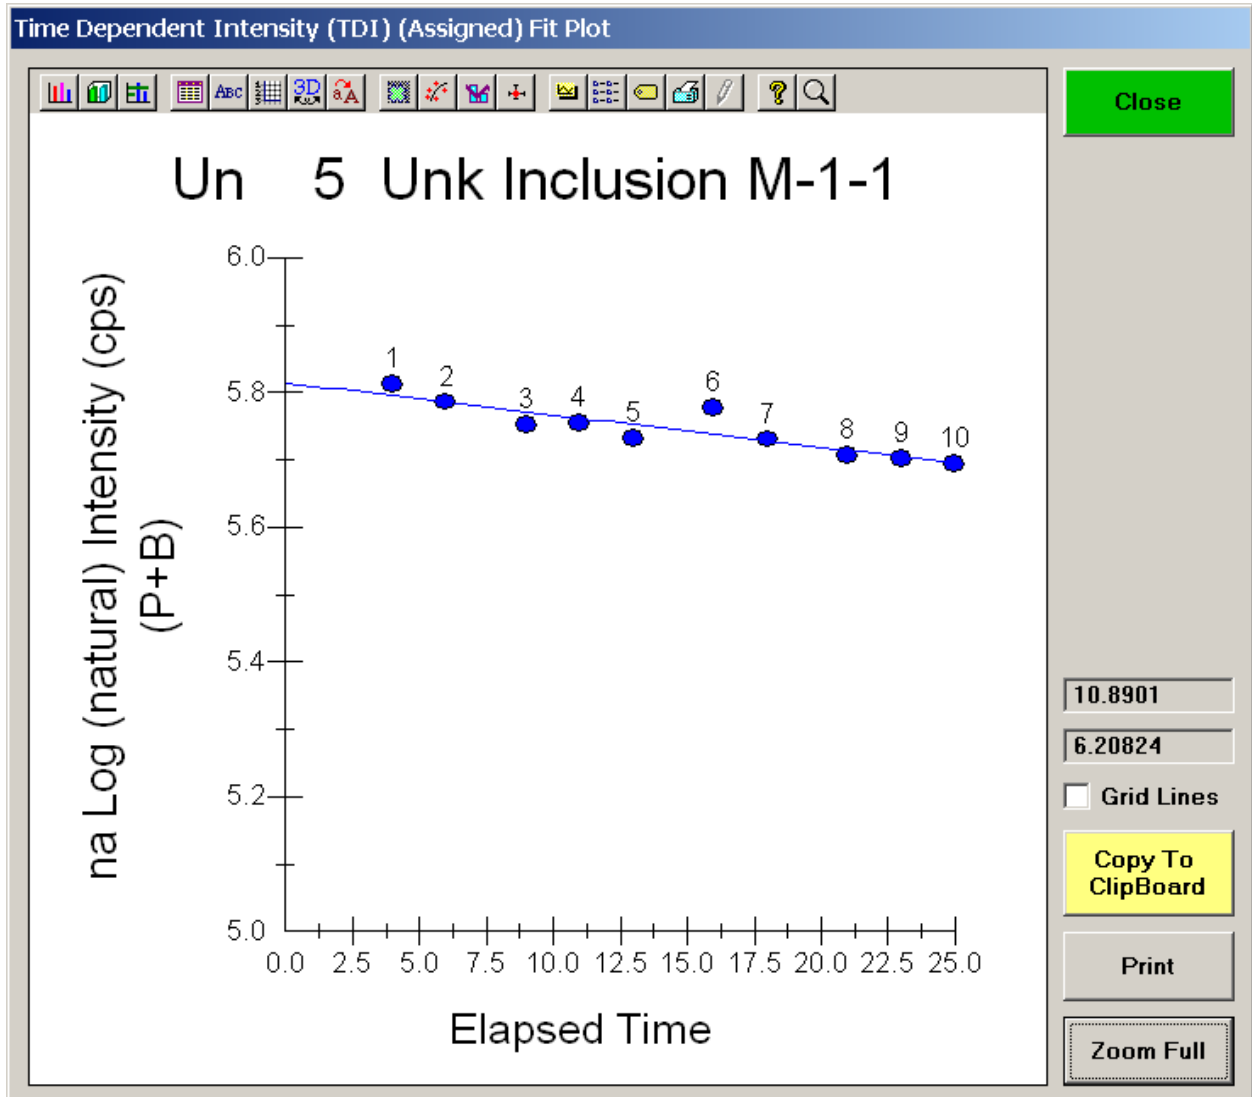 Time Dependent Intensity (TDI) (Assigned) Fit Plot
ABC
3D
aA
?
Close
Un 5 Unk Inclusion M-1-1
na Log (natural) Intensity (cps)
(P+B)
6.0
5.8
5.6
5.4
5.2
5.0
1
2
3
4
5
6
7
8
9
10
0.0 2.5 5.0 7.5 10.0 12.5 15.0 17.5 20.0 22.5 25.0
Elapsed Time
10.8901
6.20824
Grid Lines
Copy To
ClipBoard
Print
Zoom Full